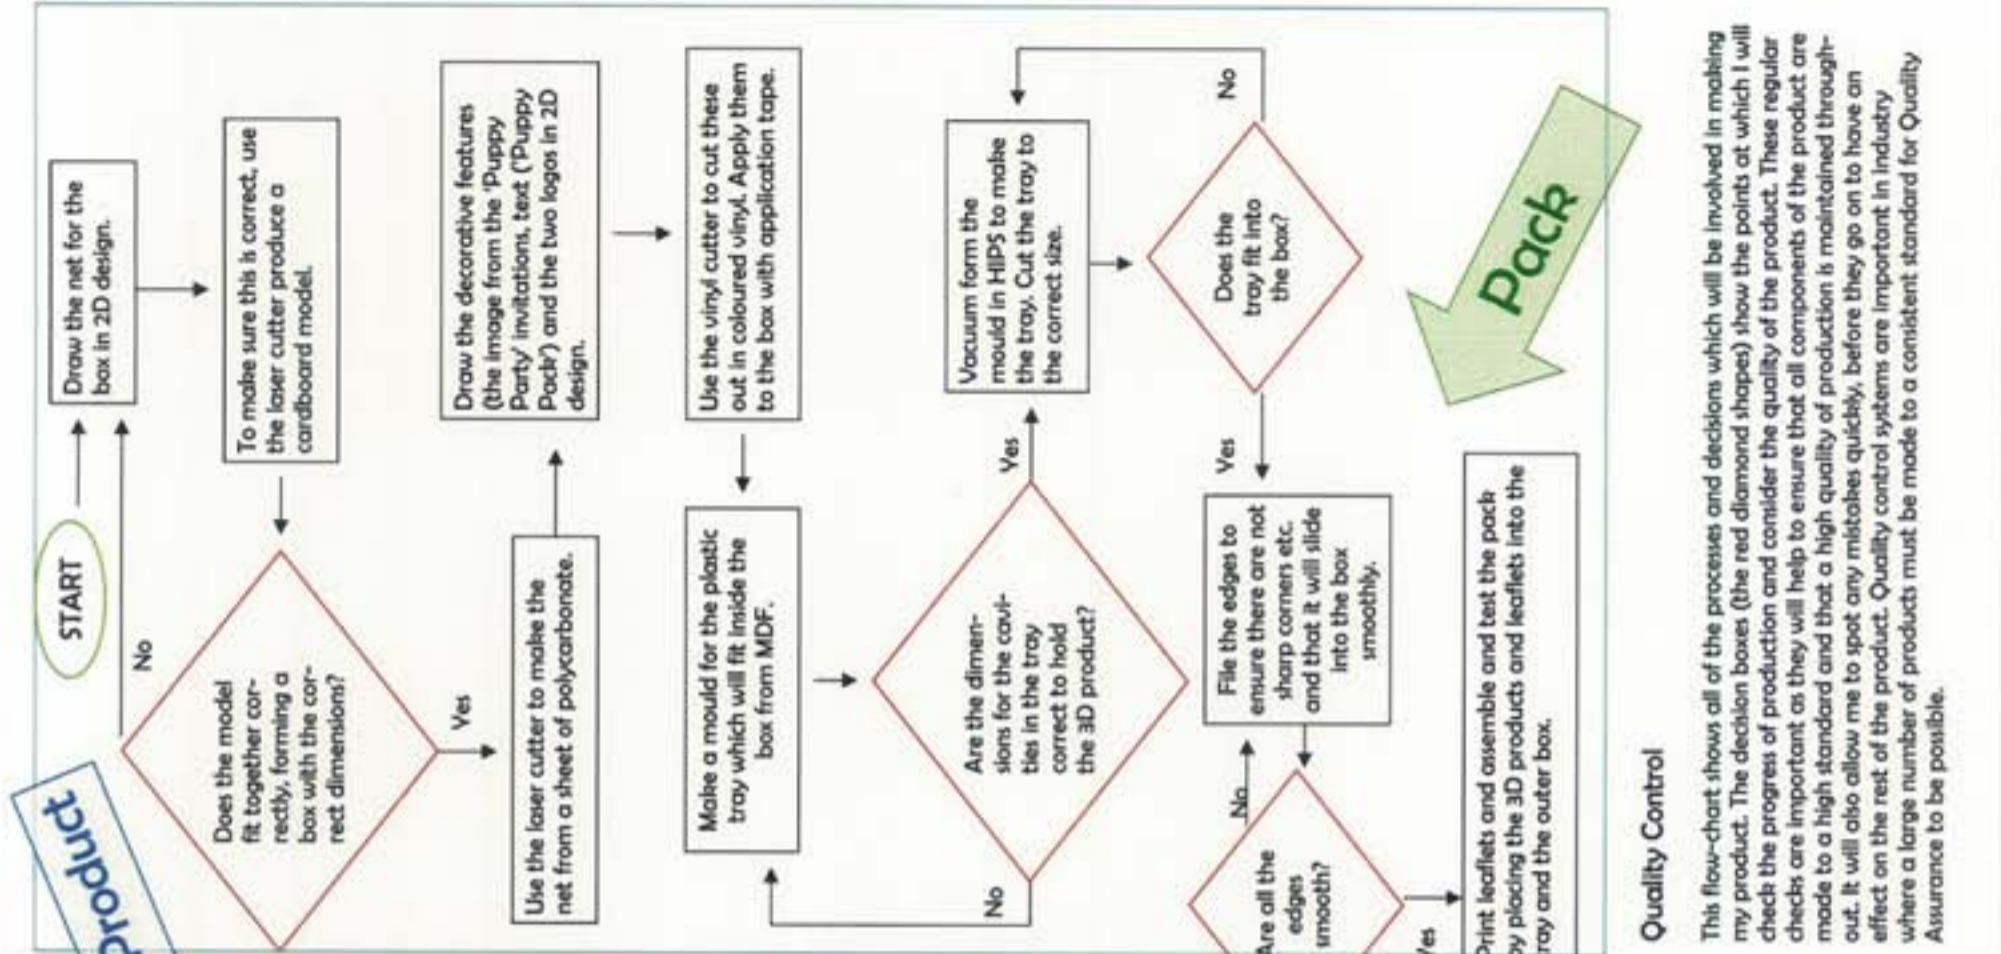 product
START
Draw the net for the
box in 2D design.
To make sure this is correct, use
the laser cutter produce a
cardboard model.
Does the model
fit together cor-
rectly, forming a
box with the cor-
rect dimensions?
No
Yes
Use the laser cutter to make the
net from a sheet of polycarbonate.
Draw the decorative features
(the image from the 'Puppy
Party' invitations, text ('Puppy
Pack') and the two logos in 2D
design.
Use the vinyl cutter to cut these
out in coloured vinyl. Apply them
to the box with application tape.
Make a mould for the plastic
tray which will fit inside the
box from MDF.
Are the dimen-
sions for the cavi-
ties in the tray
correct to hold
the 3D product?
No
Yes
Vacuum form the
mould in HIPS to make
the tray. Cut the tray to
the correct size.
Does the
tray fit into
the box?
No
Yes
File the edges to
ensure there are not
sharp corners etc.
and that it will slide
into the box
smoothly.
Are all the
edges
smooth?
No
Yes
Print leaflets and assemble and test the pack
by placing the 3D products and leaflets into the
tray and the outer box.
Pack
Quality Control
This flow-chart shows all of the processes and decisions which will be involved in making
my product. The decision boxes (the red diamond shapes) show the points at which I will
check the progress of production and consider the quality of the product. These regular
checks are important as they will help to ensure that all components of the product are
made to a high standard and that a high quality of production is maintained through-
out. It will also allow me to spot any mistakes quickly, before they go on to have an
effect on the rest of the product. Quality control systems are important in industry
where a large number of products must be made to a consistent standard for Quality
Assurance to be possible.